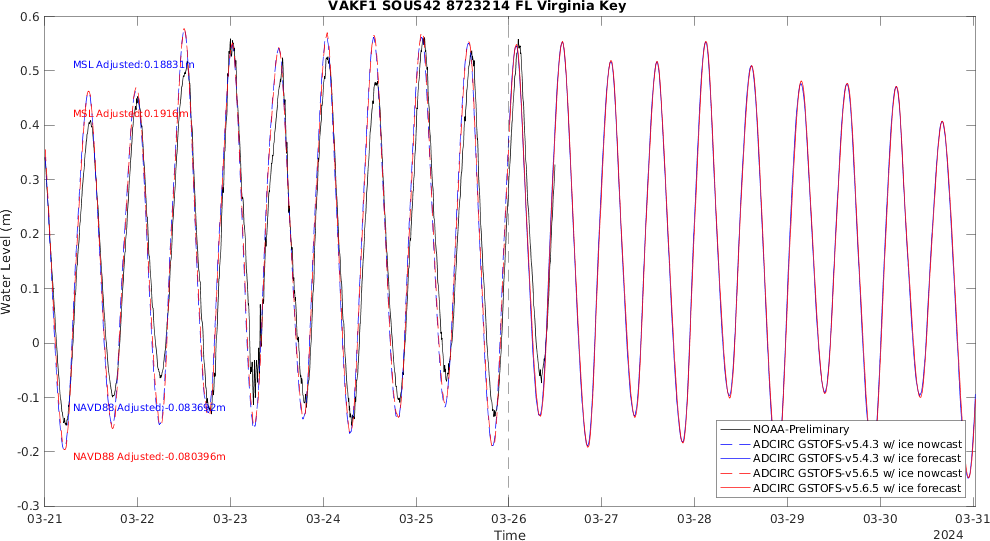 VAKF1 SOUS42 8723214 FL Virginia Key
0.6
0.5
0.4
0.3
0.2
0.1
0
-0.1
-0.2
-0.3
Water Level (m)
MSL Adjusted:0.18831m
MSL Adjusted:0.1916m
NAVD88 Adjusted:-0.083692m
NAVD88 Adjusted:-0.080396m
NOAA-Preliminary
ADCIRC GSTOFS-v5.4.3 w/ ice nowcast
ADCIRC GSTOFS-v5.4.3 w/ ice forecast
ADCIRC GSTOFS-v5.6.5 w/ ice nowcast
ADCIRC GSTOFS-v5.6.5 w/ ice forecast
03-21 03-22 03-23 03-24 03-25 03-26 03-27 03-28 03-29 03-30 03-31
Time
2024